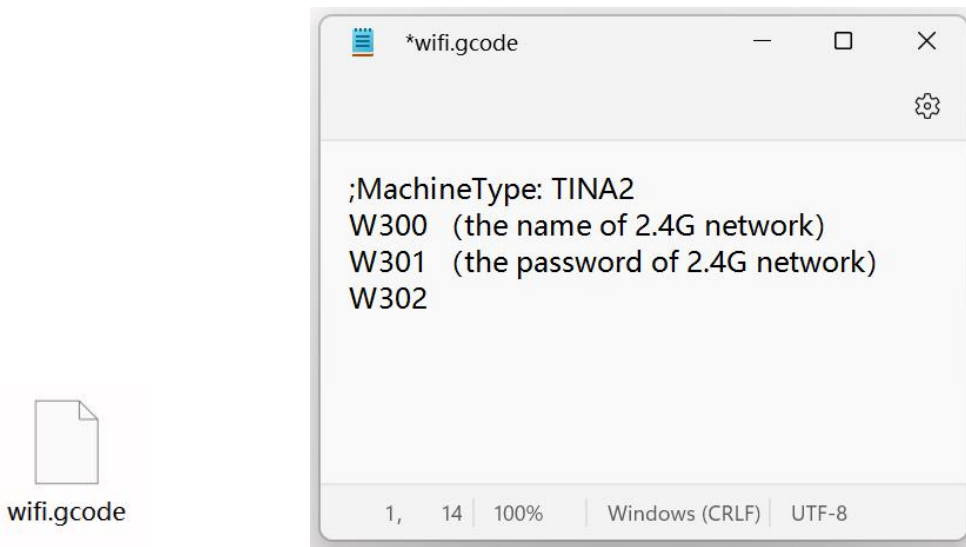 *wifi.gcode
;MachineType: TINA2
W300 (the name of 2.4G network)
W301 (the password of 2.4G network)
W302
1, 14 100% Windows (CRLF) UTF-8
wifi.gcode